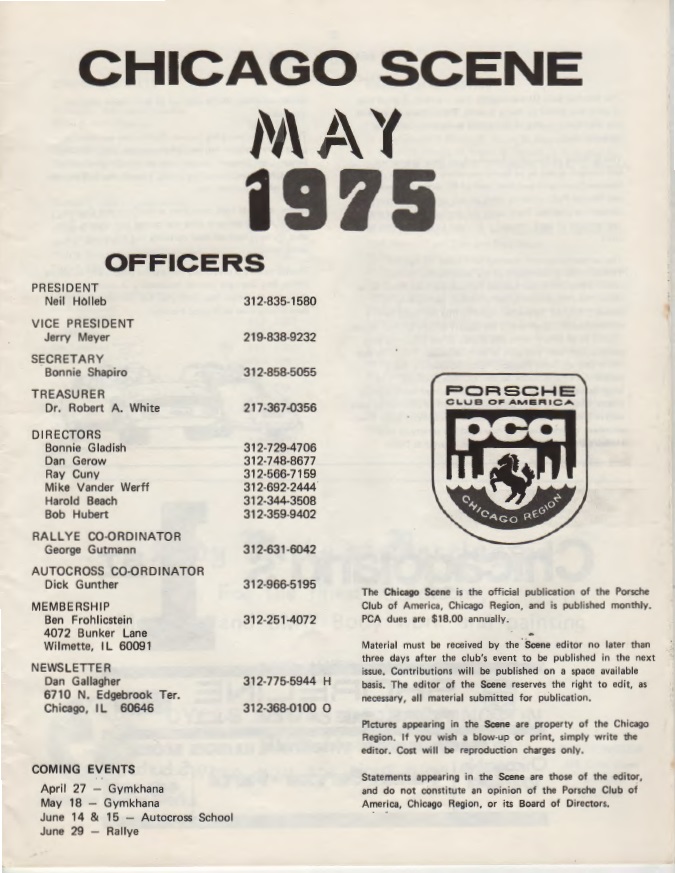 CHICAGO SCENE
MAY
1975
OFFICERS
PRESIDENT
Neil Holleb 312-835-1580
VICE PRESIDENT
Jerry Meyer 219-838-9232
SECRETARY
Bonnie Shapiro 312-858-5055
TREASURER
Dr. Robert A. White 217-367-0356
DIRECTORS
Bonnie Gladish 312-729-4706
Dan Gerow 312-748-8677
Ray Cuny 312-566-7159
Mike Vander Werff 312-692-2444
Harold Beach 312-344-3508
Bob Hubert 312-359-9402
RALLYE CO-ORDINATOR
George Gutmann 312-631-6042
AUTOCROSS CO-ORDINATOR
Dick Gunther 312-966-5195
MEMBERSHIP
Ben Frohlicstein 312-251-4072
4072 Bunker Lane
Wilmette, IL 60091
NEWSLETTER
Dan Gallagher 312-775-5944 H
6710 N. Edgebrook Ter.
Chicago, IL 60646 312-368-0100 O
COMING EVENTS
April 27 — Gymkhana
May 18 — Gymkhana
June 14 & 15 — Autocross School
June 29 — Rallye
PORSCHE
CLUB OF AMERICA
pca
CHICAGO REGION
The Chicago Scene is the official publication of the Porsche
Club of America, Chicago Region, and is published monthly.
PCA dues are $18.00 annually.
Material must be received by the Scene editor no later than
three days after the club's event to be published in the next
issue. Contributions will be published on a space available
basis. The editor of the Scene reserves the right to edit, as
necessary, all material submitted for publication.
Pictures appearing in the Scene are property of the Chicago
Region. If you wish a blow-up or print, simply write the
editor. Cost will be reproduction charges only.
Statements appearing in the Scene are those of the editor,
and do not constitute an opinion of the Porsche Club of
America, Chicago Region, or its Board of Directors.